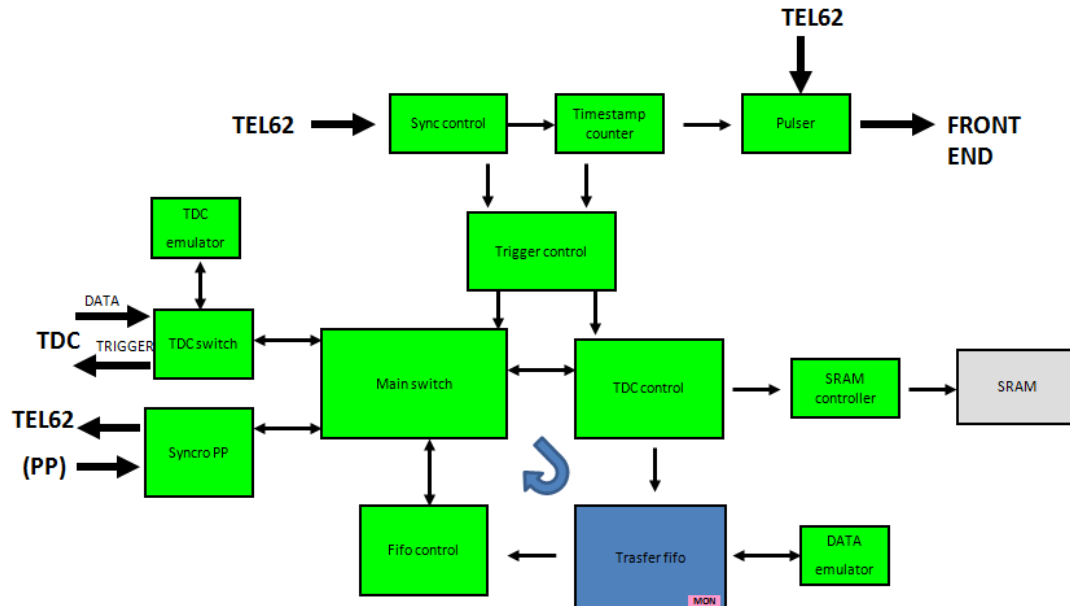 TEL62
TEL62
Sync control
Timestamp
counter
Pulser
FRONT
END
TDC
emulator
Trigger control
DATA
TDC
TRIGGER
TDC switch
Main switch
TDC control
SRAM
controller
SRAM
TEL62
(PP)
Syncro PP
Fifo control
Trasfer fifo
DATA
emulator
MON